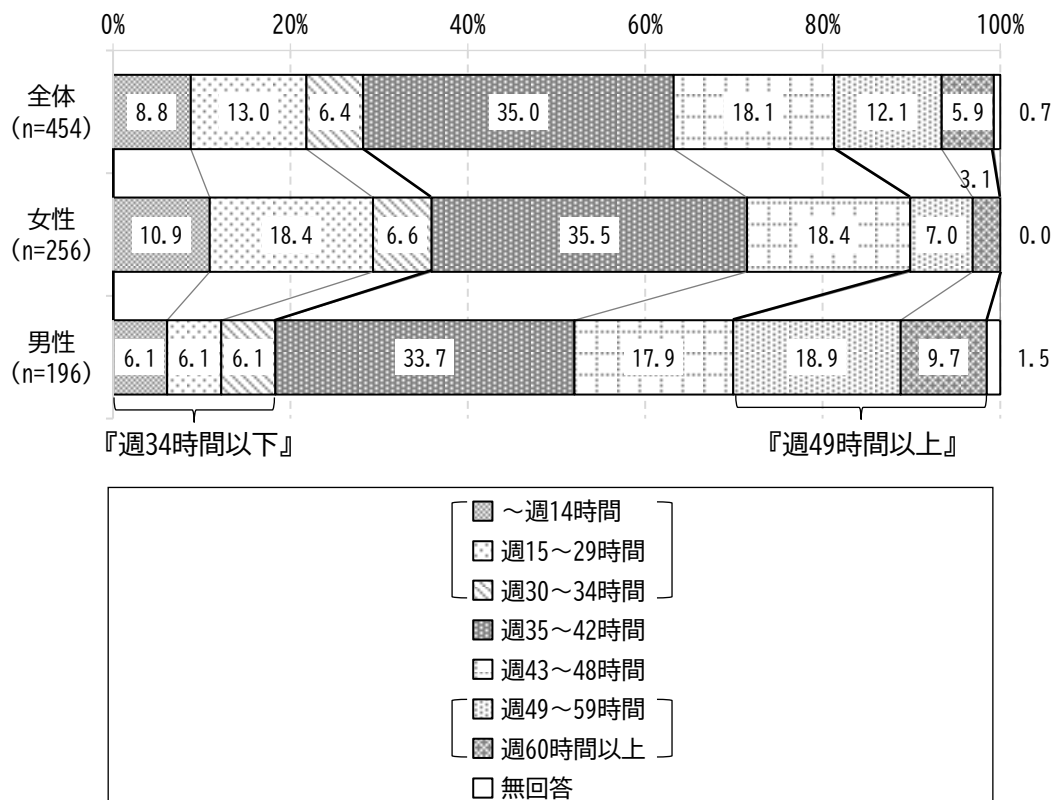 0% 20% 40% 60% 80% 100%
全体
(n=454)
8.8 13.0 6.4 35.0 18.1 12.1 5.9 0.7
3.1
女性
(n=256)
10.9 18.4 6.6 35.5 18.4 7.0 0.0
男性
(n=196)
6.1 6.1 6.1 33.7 17.9 18.9 9.7 1.5
『週34時間以下』 『週49時間以上』
～週14時間
週15～29時間
週30～34時間
週35～42時間
週43～48時間
週49～59時間
週60時間以上
無回答